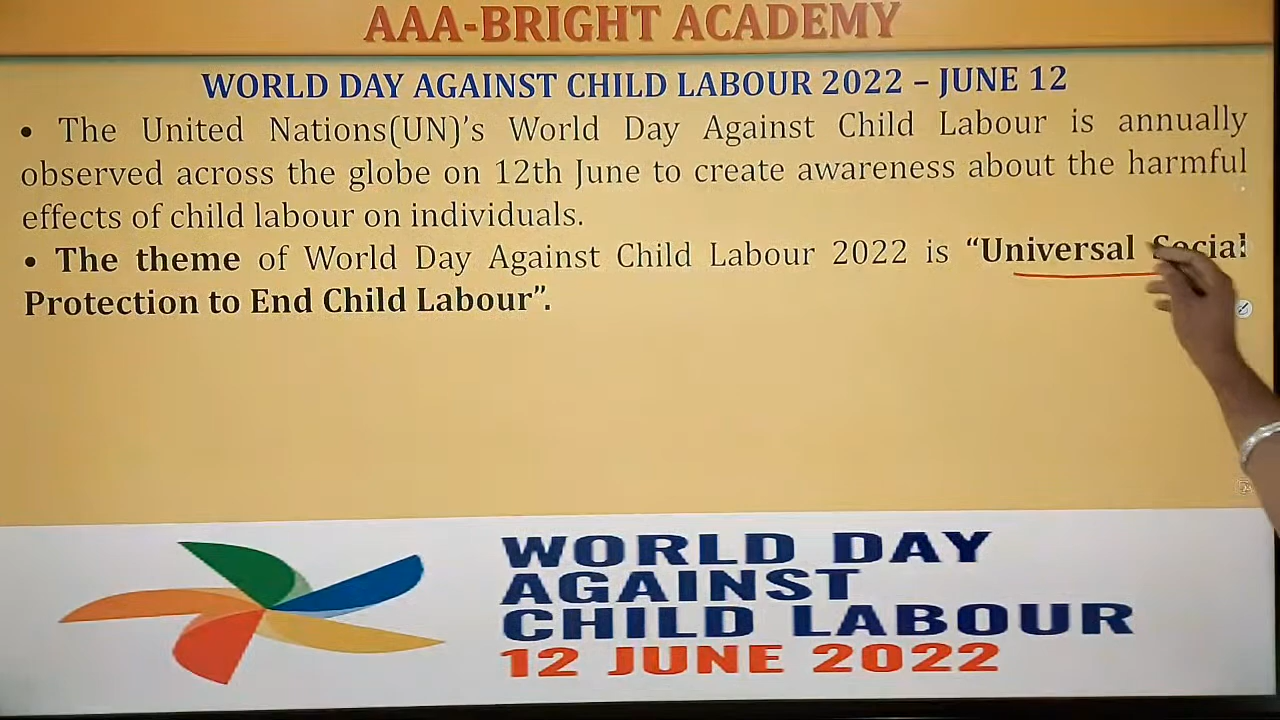 AAA-BRIGHT ACADEMY
WORLD DAY AGAINST CHILD LABOUR 2022 – JUNE 12
• The United Nations(UN)’s World Day Against Child Labour is annually
observed across the globe on 12th June to create awareness about the harmful
effects of child labour on individuals.
• The theme of World Day Against Child Labour 2022 is “Universal Social
Protection to End Child Labour”.
WORLD DAY
AGAINST
CHILD LABOUR
12 JUNE 2022